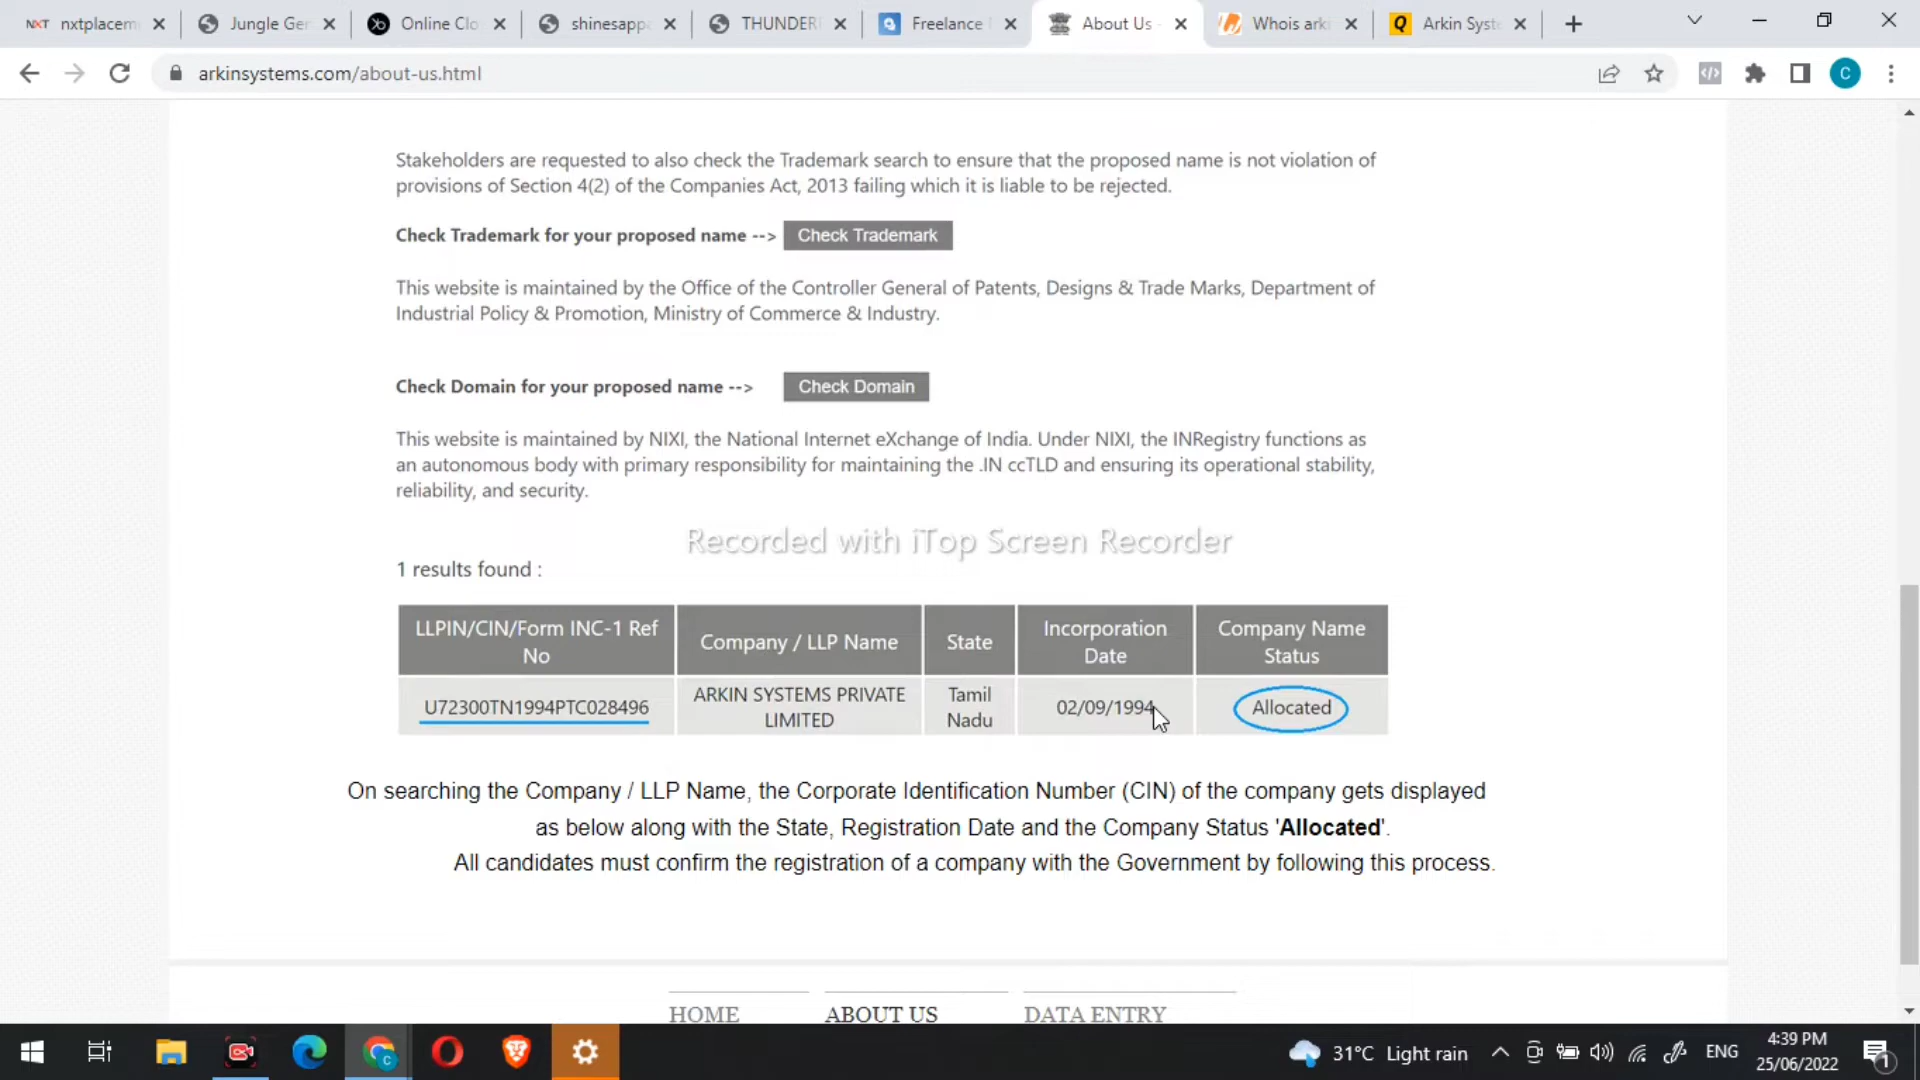 NXT nxtplacem
Jungle Ger
Online Clo
shinesapp
THUNDER
Freelance
About Us -
Whois arki
Arkin Syste
arkinsystems.com/about-us.html
C
Stakeholders are requested to also check the Trademark search to ensure that the proposed name is not violation of
provisions of Section 4(2) of the Companies Act, 2013 failing which it is liable to be rejected.
Check Trademark for your proposed name --> Check Trademark
This website is maintained by the Office of the Controller General of Patents, Designs & Trade Marks, Department of
Industrial Policy & Promotion, Ministry of Commerce & Industry.
Check Domain for your proposed name --> Check Domain
This website is maintained by NIXI, the National Internet eXchange of India. Under NIXI, the INRegistry functions as
an autonomous body with primary responsibility for maintaining the .IN ccTLD and ensuring its operational stability,
reliability, and security.
Recorded with iTop Screen Recorder
1 results found :
LLPIN/CIN/Form INC-1 Ref
No
Company / LLP Name
State
Incorporation
Date
Company Name
Status
U72300TN1994PTC028496
ARKIN SYSTEMS PRIVATE
LIMITED
Tamil
Nadu
02/09/1994
Allocated
On searching the Company / LLP Name, the Corporate Identification Number (CIN) of the company gets displayed
as below along with the State, Registration Date and the Company Status 'Allocated'.
All candidates must confirm the registration of a company with the Government by following this process.
HOME
ABOUT US
DATA ENTRY
31°C Light rain
ENG
4:39 PM
25/06/2022
1